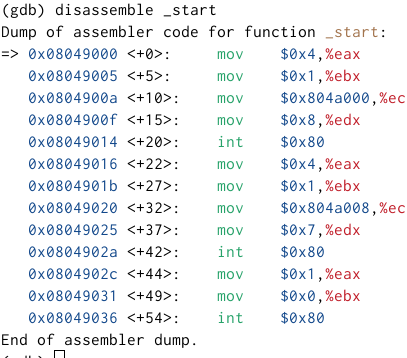 (gdb) disassemble _start
Dump of assembler code for function _start:
=> 0x08049000 <+0>: mov $0x4,%eax
0x08049005 <+5>: mov $0x1,%ebx
0x0804900a <+10>: mov $0x804a000,%ec
0x0804900f <+15>: mov $0x8,%edx
0x08049014 <+20>: int $0x80
0x08049016 <+22>: mov $0x4,%eax
0x0804901b <+27>: mov $0x1,%ebx
0x08049020 <+32>: mov $0x804a008,%ec
0x08049025 <+37>: mov $0x7,%edx
0x0804902a <+42>: int $0x80
0x0804902c <+44>: mov $0x1,%eax
0x08049031 <+49>: mov $0x0,%ebx
0x08049036 <+54>: int $0x80
End of assembler dump.
(gdb)